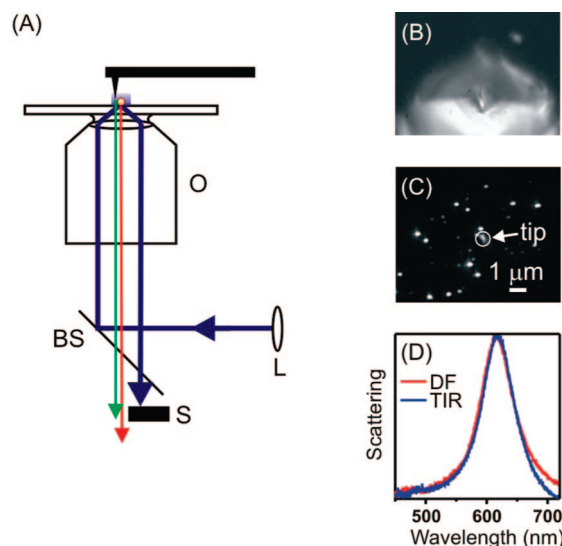 (A)
O
BS
L
S
(B)
(C)
tip
1 μm
(D)
DF
TIR
Scattering
500 600 700
Wavelength (nm)